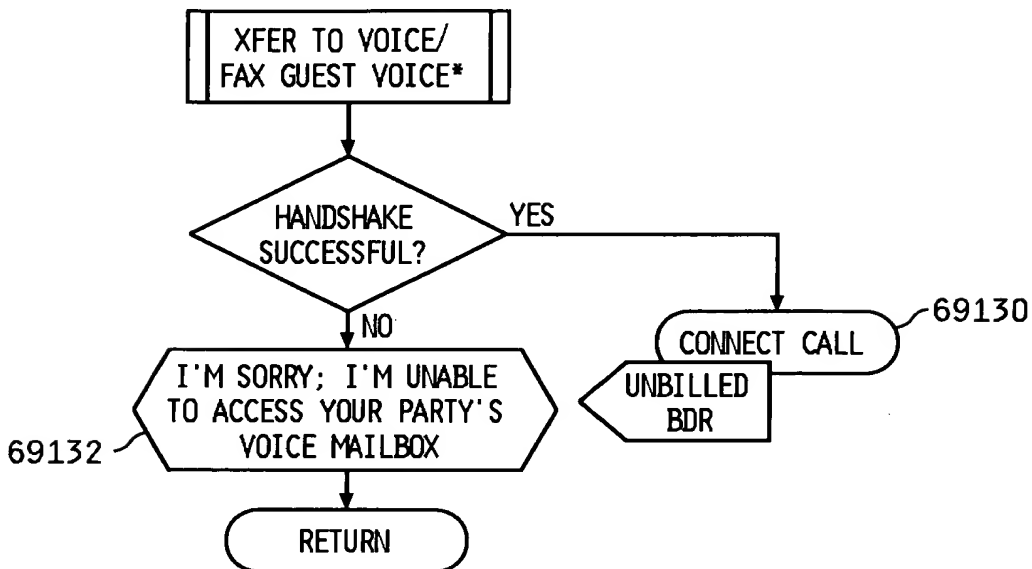 XFER TO VOICE/
FAX GUEST VOICE*
HANDSHAKE
SUCCESSFUL?
YES
NO
69130
CONNECT CALL
UNBILLED
BDR
I'M SORY; I'M UNABLE
TO ACCESS YOUR PARTY'S
VOICE MAILBOX
69132
RETURN